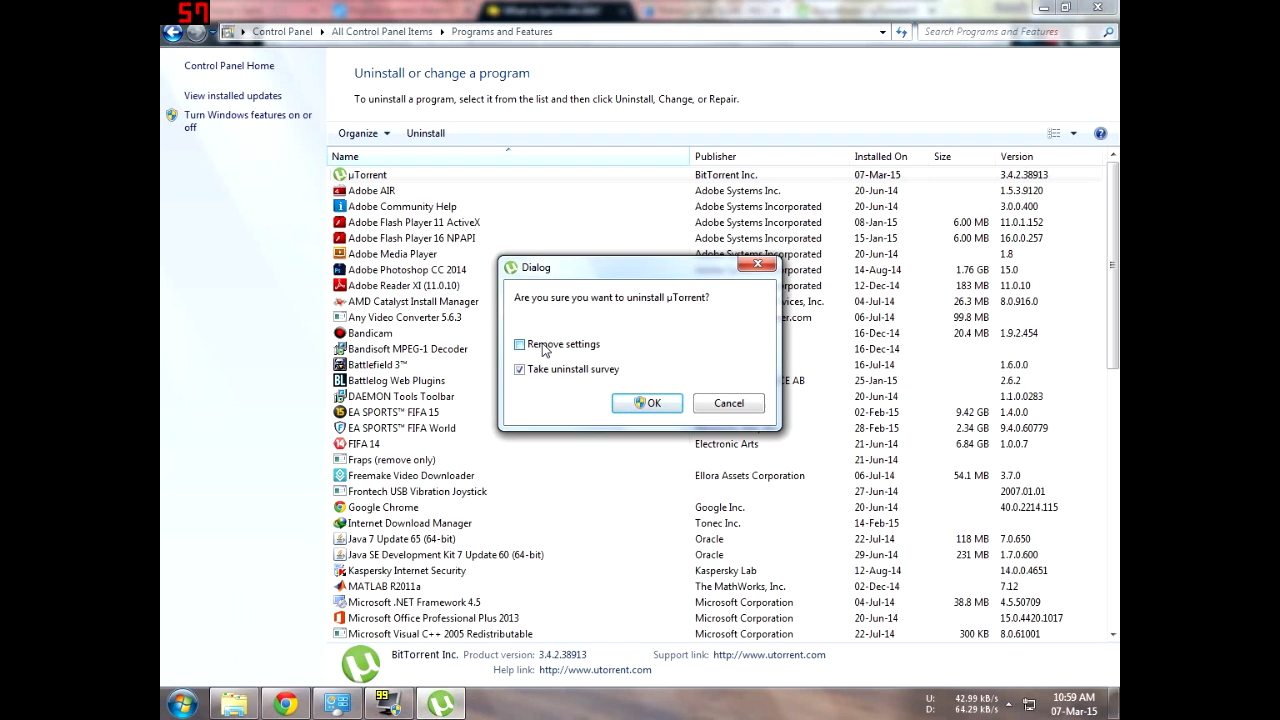 57
Control Panel ▸ All Control Panel Items ▸ Programs and Features
Search Programs and Features
Control Panel Home
View installed updates
Turn Windows features on or off
Uninstall or change a program
To uninstall a program, select it from the list and then click Uninstall, Change, or Repair.
Organize Uninstall
Name Publisher Installed On Size Version
µTorrent BitTorrent Inc. 07-Mar-15 3.4.2.38913
Adobe AIR Adobe Systems Inc. 20-Jun-14 1.5.3.9120
Adobe Community Help Adobe Systems Incorporated 20-Jun-14 3.0.0.400
Adobe Flash Player 11 ActiveX Adobe Systems Incorporated 08-Jan-15 6.00 MB 11.0.1.152
Adobe Flash Player 16 NPAPI Adobe Systems Incorporated 15-Jan-15 6.00 MB 16.0.0.257
Adobe Media Player 20-Jun-14 1.8
Adobe Photoshop CC 2014 14-Aug-14 1.76 GB 15.0
Adobe Reader XI (11.0.10) 12-Dec-14 183 MB 11.0.10
AMD Catalyst Install Manager vices, Inc. 04-Jul-14 26.3 MB 8.0.916.0
Any Video Converter 5.6.3 er.com 06-Jul-14 99.8 MB
Bandicam 16-Dec-14 20.4 MB 1.9.2.454
Bandisoft MPEG-1 Decoder 16-Dec-14
Battlefield 3™ 16-Jul-14 1.6.0.0
Battlelog Web Plugins CE AB 25-Jun-14 2.6.2
DAEMON Tools Toolbar 20-Jun-14 1.1.0.0283
EA SPORTS™ FIFA 15 02-Feb-15 9.42 GB 1.4.0.0
EA SPORTS™ FIFA World 28-Feb-15 2.34 GB 9.4.0.60779
FIFA 14 Electronic Arts 21-Jun-14 6.84 GB 1.0.0.7
Fraps (remove only) 21-Jun-14
Freemake Video Downloader Ellora Assets Corporation 06-Jul-14 54.1 MB 3.7.0
Frontech USB Vibration Joystick 27-Jun-14 2007.01.01
Google Chrome Google Inc. 07-Mar-15 40.0.2214.115
Internet Download Manager Tonec Inc. 14-Feb-15
Java 7 Update 65 (64-bit) Oracle 22-Jul-14 118 MB 7.0.650
Java SE Development Kit 7 Update 60 (64-bit) Oracle 29-Jun-14 231 MB 1.7.0.600
Kaspersky Internet Security Kaspersky Lab 12-Aug-14 14.0.0.4651
MATLAB R2011a The MathWorks, Inc. 02-Dec-14 7.12
Microsoft .NET Framework 4.5 Microsoft Corporation 04-Jul-14 38.8 MB 4.5.50709
Microsoft Office Professional Plus 2013 Microsoft Corporation 07-Mar-15 15.0.4420.1017
Microsoft Visual C++ 2005 Redistributable Microsoft Corporation 22-Jul-14 300 KB 8.0.61001
Dialog
Are you sure you want to uninstall µTorrent?
Remove settings
Take uninstall survey
OK Cancel
BitTorrent Inc. Product version: 3.4.2.38913 Support link: http://www.utorrent.com
Help link: http://www.utorrent.com
99
U: 42.99 kB/s
D: 64.29 kB/s
10:59 AM
07-Mar-15